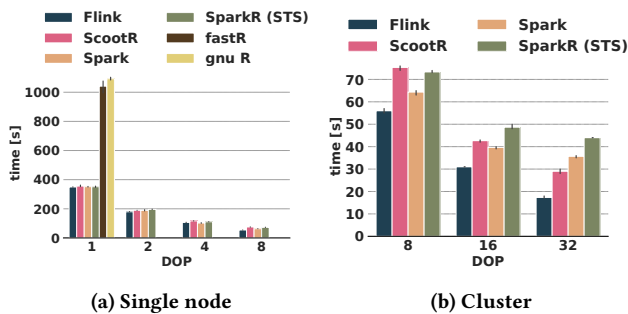 Flink SparkR (STS)
ScootR fastR
Spark gnu R
time [s]
1000
800
600
400
200
0
1 2 4 8
DOP
(a) Single node
Flink Spark
ScootR SparkR (STS)
time [s]
70
60
50
40
30
20
10
0
8 16 32
DOP
(b) Cluster